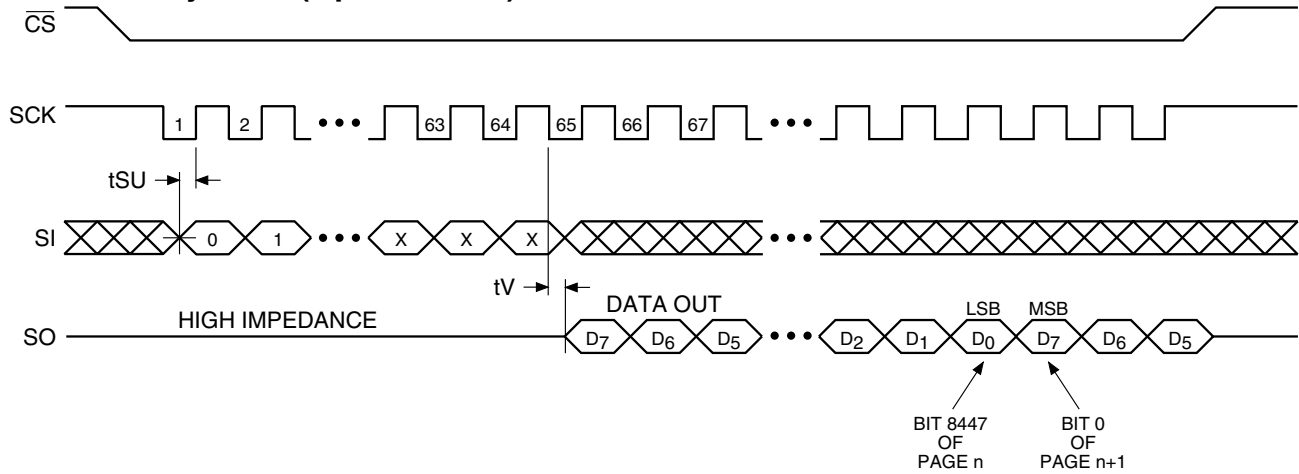 CS
SCK
1 2 ••• 63 64 65 66 67 •••
tSU
SI
0 1 ••• X X X •••
tV
DATA OUT
HIGH IMPEDANCE
LSB MSB
SO
D7 D6 D5 ••• D2 D1 D0 D7 D6 D5
BIT 8447
OF
PAGE n
BIT 0
OF
PAGE n+1